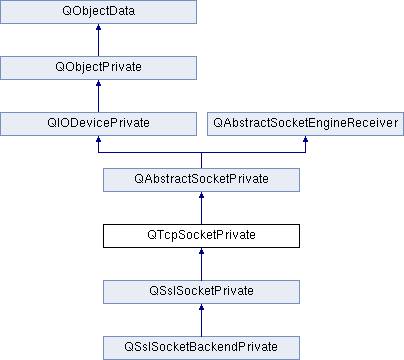 QObjectData
QObjectPrivate
QIODevicePrivate
QAbstractSocketEngineReceiver
QAbstractSocketPrivate
QTcpSocketPrivate
QSslSocketPrivate
QSslSocketBackendPrivate